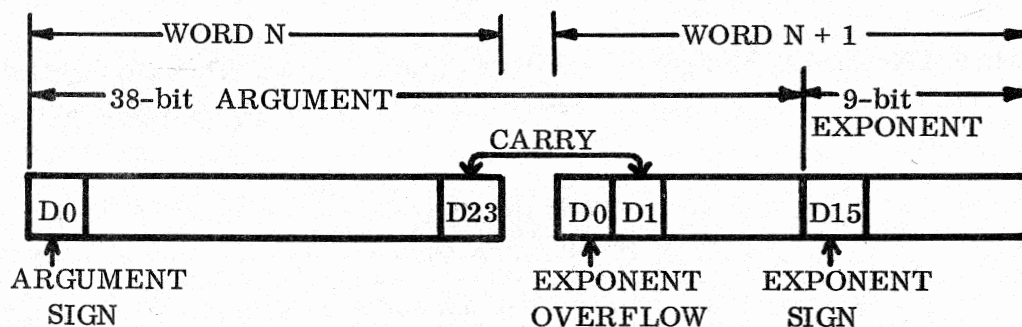 WORD N WORD N + 1
38-bit ARGUMENT 9-bit
EXPONENT
CARRY
D0 D23 D0 D1 D15
ARGUMENT EXPONENT EXPONENT
SIGN OVERFLOW SIGN